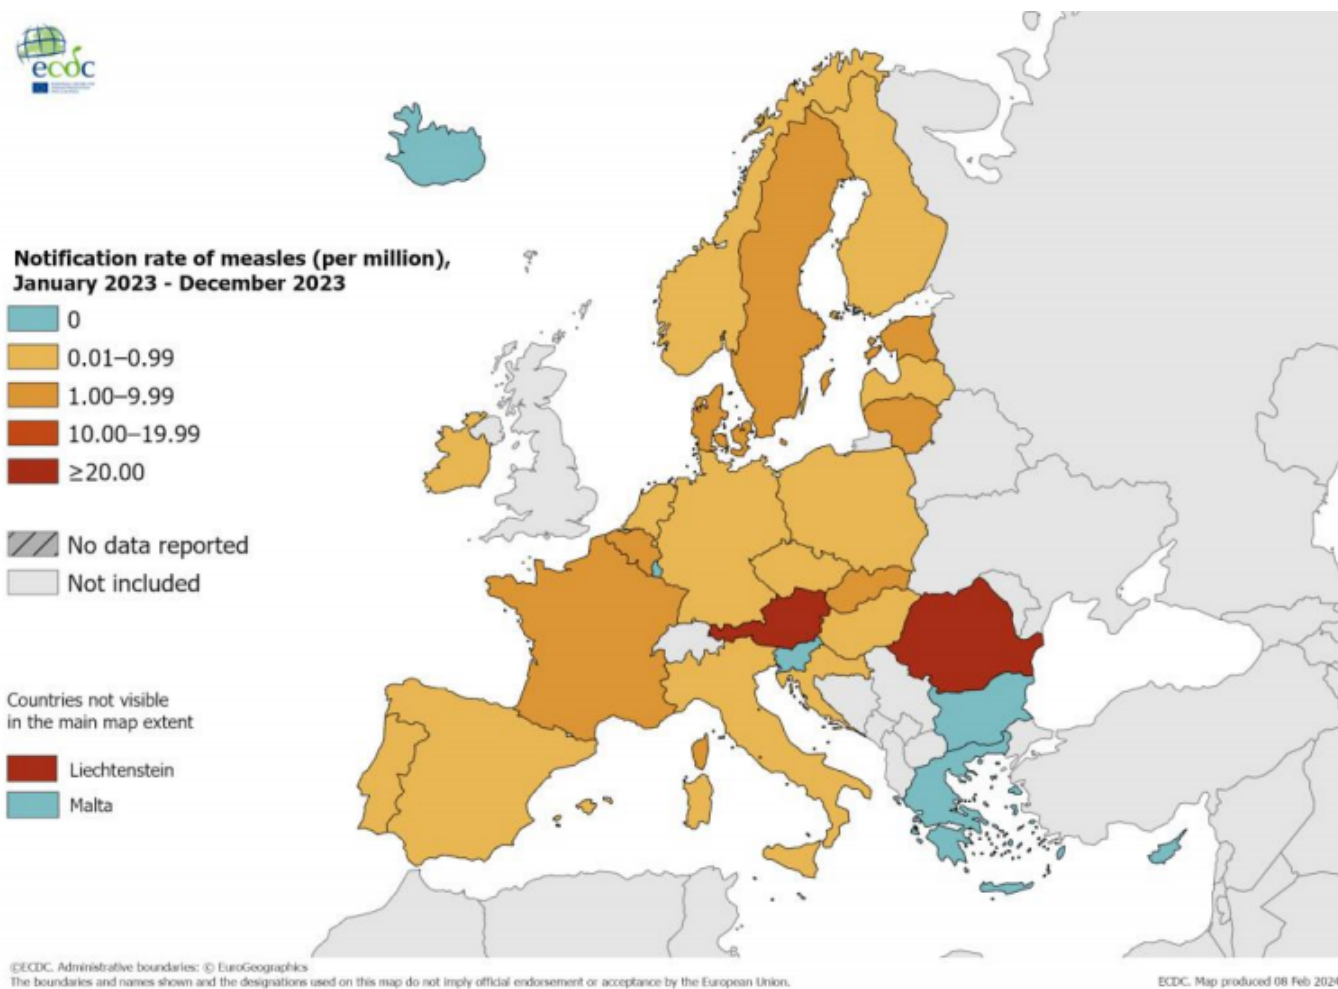 ecdc
Notification rate of measles (per million),
January 2023 - December 2023
0
0.01–0.99
1.00–9.99
10.00–19.99
≥20.00
No data reported
Not included
Countries not visible
in the main map extent
Liechtenstein
Malta
©ECDC. Administrative boundaries: © EuroGeographics
The boundaries and names shown and the designations used on this map do not imply official endorsement or acceptance by the European Union.
ECDC. Map produced 08 Feb 2024